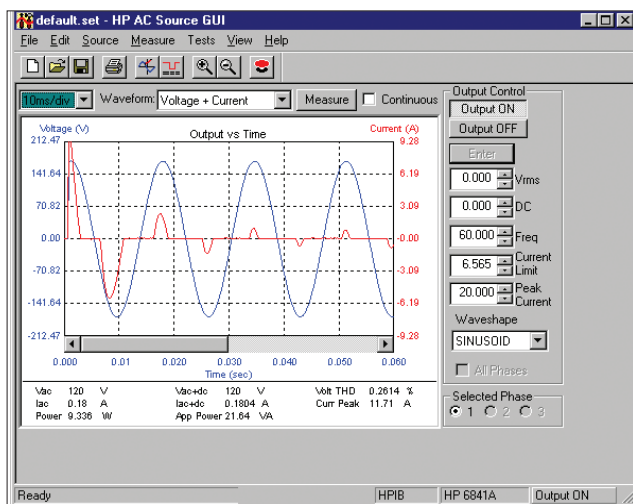 default.set - HP AC Source GUI
File Edit Source Measure Tests View Help
10ms/div Waveform: Voltage + Current Measure Continuous
Output Control
Output ON
Output OFF
Enter
0.000 Vrms
0.000 DC
60.000 Freq
6.565 Current Limit
20.000 Peak Current
Waveshape
SINUSOID
All Phases
Selected Phase
1 2 3
Voltage (V) Output vs Time Current (A)
212.47 9.28
141.64 6.19
70.82 3.09
0.00 -0.00
-70.82 -3.09
-141.64 -6.19
-212.47 -9.28
0.000 0.01 0.020 0.030 0.040 0.050 0.060
Time (sec)
Vac 120 V Vac+dc 120 V Volt THD 0.2614 %
Iac 0.18 A Iac+dc 0.1804 A Curr Peak 11.71 A
Power 9.336 W App Power 21.64 VA
Ready HPIB HP 6841A Output ON